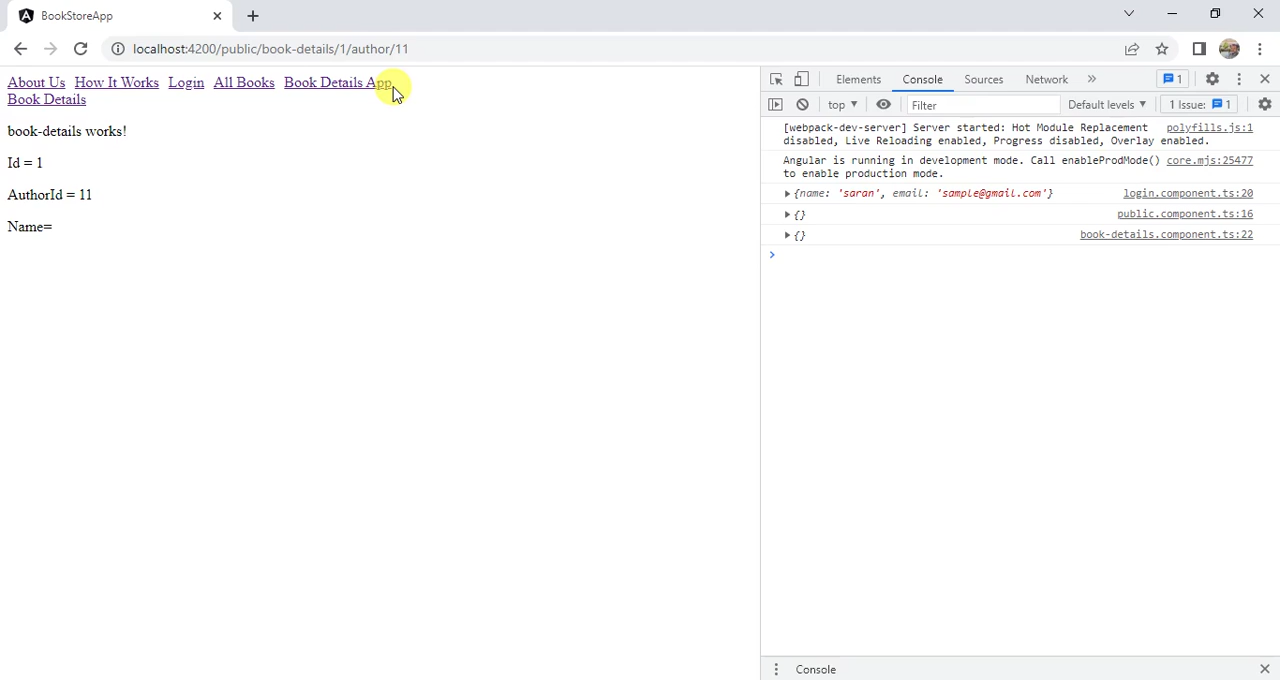 BookStoreApp
localhost:4200/public/book-details/1/author/11
About Us How It Works Login All Books Book Details App
Book Details
book-details works!
Id = 1
AuthorId = 11
Name=
Elements Console Sources Network » 1
top Filter Default levels 1 Issue: 1
[webpack-dev-server] Server started: Hot Module Replacement polyfills.js:1
disabled, Live Reloading enabled, Progress disabled, Overlay enabled.
Angular is running in development mode. Call enableProdMode() core.mjs:25477
to enable production mode.
{name: 'saran', email: 'sample@gmail.com'} login.component.ts:20
{} public.component.ts:16
{} book-details.component.ts:22
Console